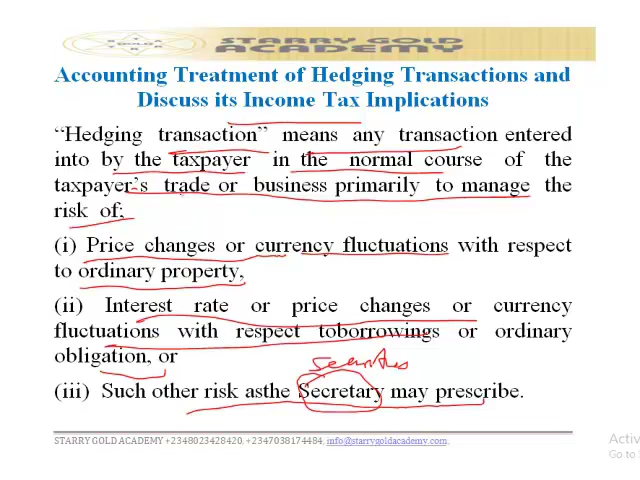 STARRY GOLD
ACADEMY
Accounting Treatment of Hedging Transactions and
Discuss its Income Tax Implications
“Hedging transaction” means any transaction entered
into by the taxpayer in the normal course of the
taxpayer’s trade or business primarily to manage the
risk of;
(i) Price changes or currency fluctuations with respect
to ordinary property,
(ii) Interest rate or price changes or currency
fluctuations with respect toborrowings or ordinary
obligation, or
securities
(iii) Such other risk asthe Secretary may prescribe.
STARRY GOLD ACADEMY +2348023428420, +2347038174484, info@starrygoldacademy.com,
Activ
Go to S